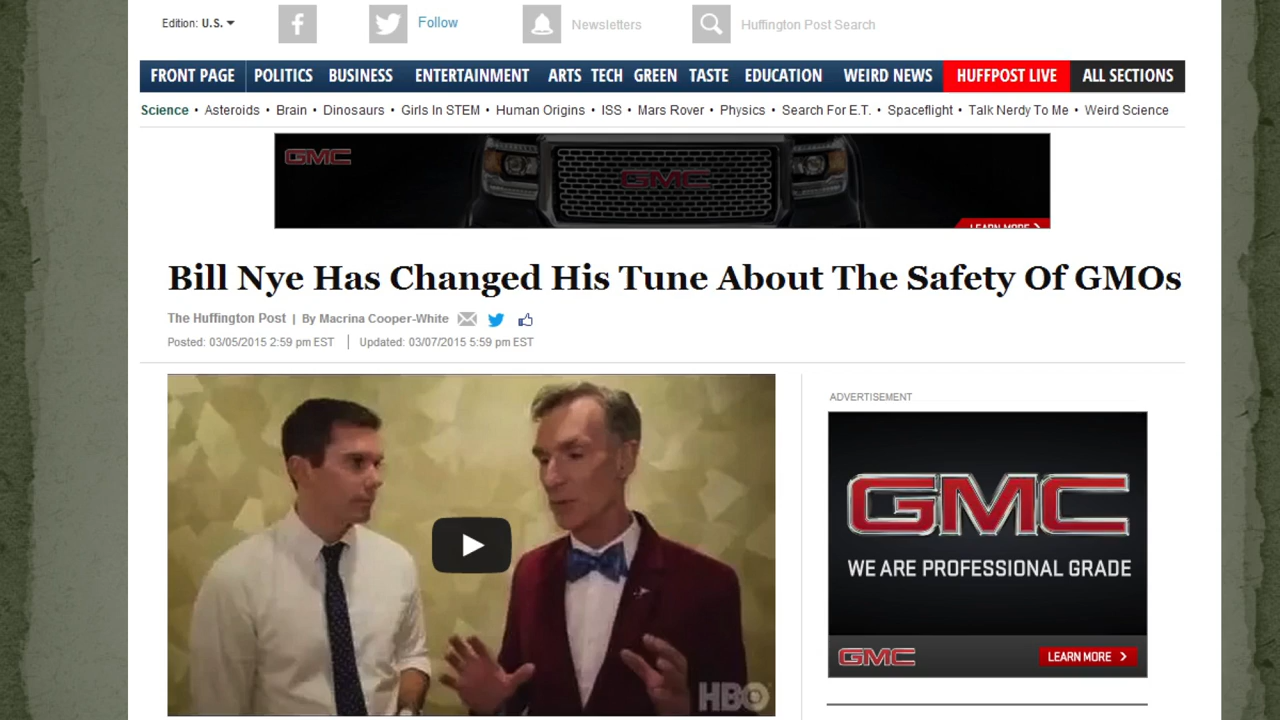 Edition: U.S.
Follow
Newsletters
Huffington Post Search
FRONT PAGE POLITICS BUSINESS ENTERTAINMENT ARTS TECH GREEN TASTE EDUCATION WEIRD NEWS HUFFPOST LIVE ALL SECTIONS
Science • Asteroids • Brain • Dinosaurs • Girls In STEM • Human Origins • ISS • Mars Rover • Physics • Search For E.T. • Spaceflight • Talk Nerdy To Me • Weird Science
GMC
GMC
LEARN MORE
Bill Nye Has Changed His Tune About The Safety Of GMOs
The Huffington Post | By Macrina Cooper-White
Posted: 03/05/2015 2:59 pm EST | Updated: 03/07/2015 5:59 pm EST
HBO
ADVERTISEMENT
GMC
WE ARE PROFESSIONAL GRADE
GMC
LEARN MORE